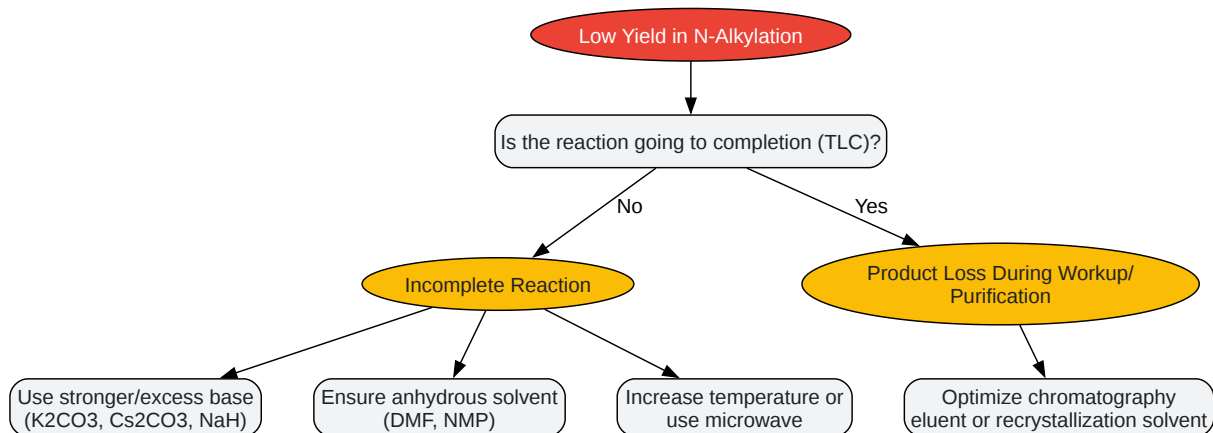 Low Yield in N-Alkylation
Is the reaction going to completion (TLC)?
No
Yes
Incomplete Reaction
Product Loss During Workup/
Purification
Use stronger/excess base
(K2CO3, Cs2CO3, NaH)
Ensure anhydrous solvent
(DMF, NMP)
Increase temperature or
use microwave
Optimize chromatography
eluent or recrystallization solvent